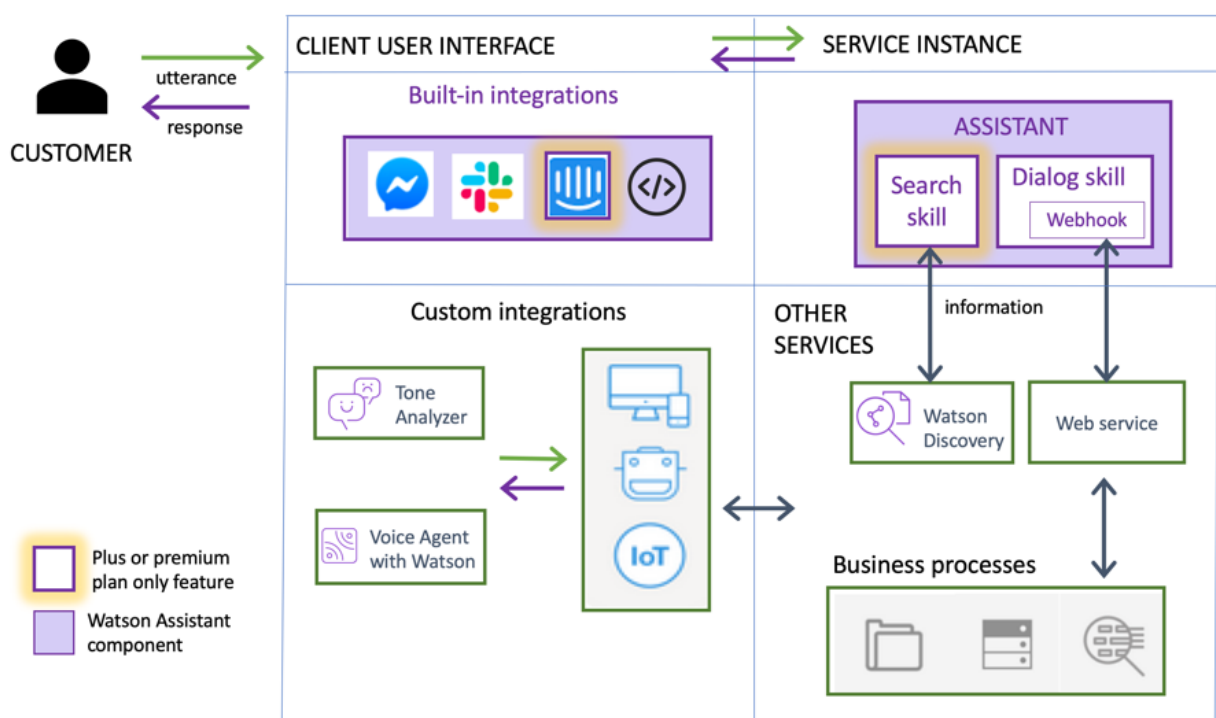 CLIENT USER INTERFACE
SERVICE INSTANCE
utterance
response
CUSTOMER
Built-in integrations
</>
ASSISTANT
Search
skill
Dialog skill
Webhook
Custom integrations
Tone
Analyzer
Voice Agent
with Watson
IoT
OTHER
SERVICES
information
Watson
Discovery
Web service
Business processes
Plus or premium
plan only feature
Watson Assistant
component